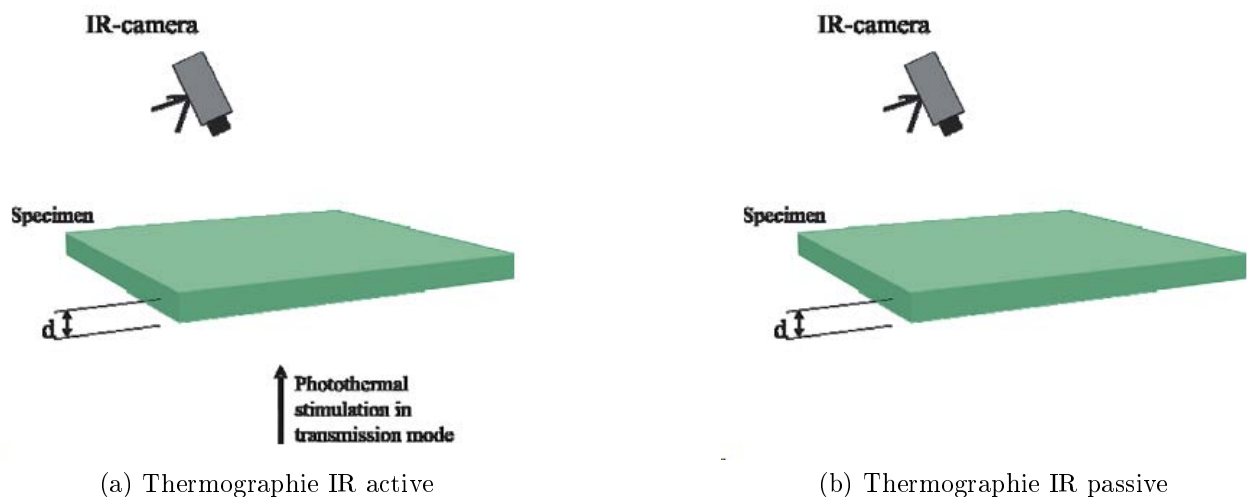 IR-camera
Specimen
d
Photothermal
stimulation in
transmission mode
(a) Thermographie IR active
IR-camera
Specimen
d
(b) Thermographie IR passive